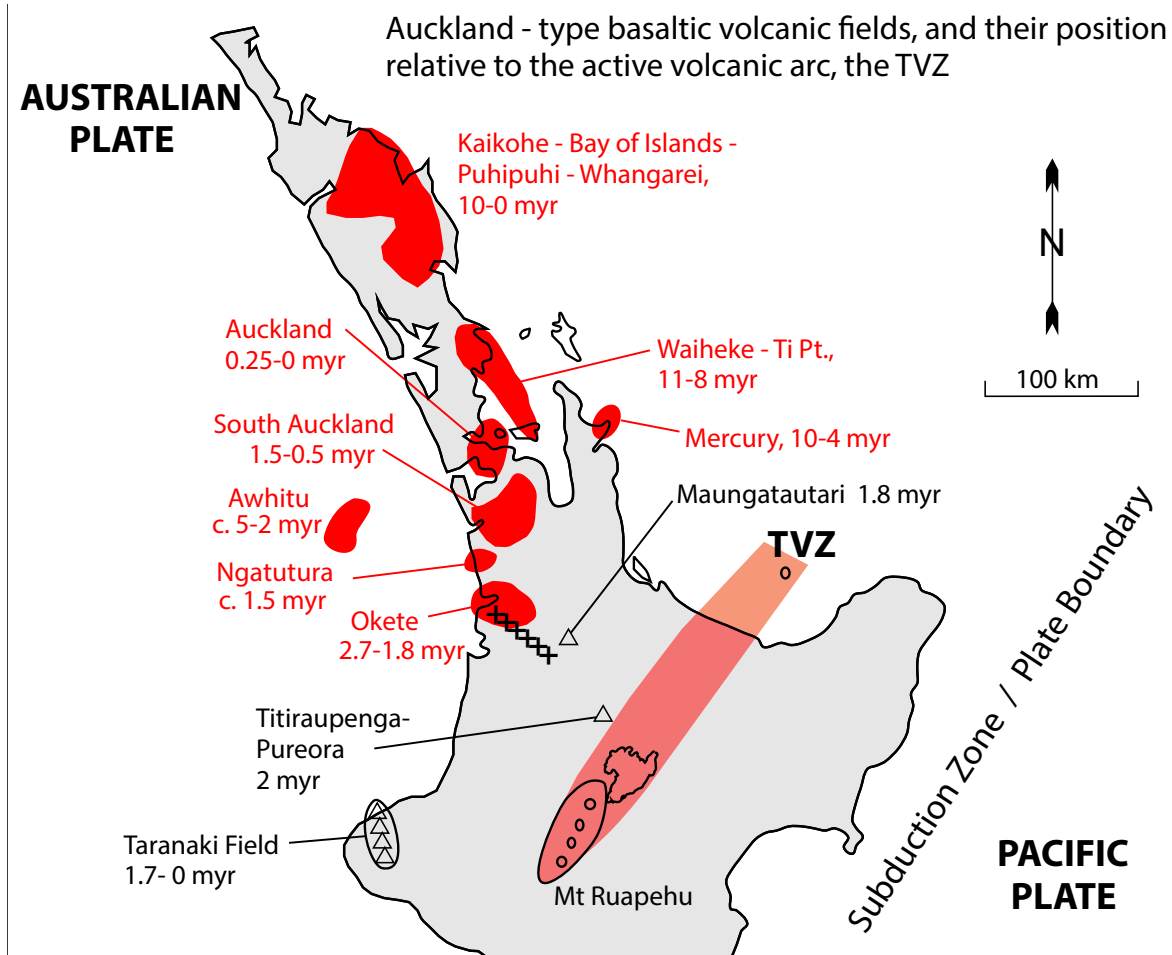 Auckland - type basaltic volcanic fields, and their position
relative to the active volcanic arc, the TVZ
AUSTRALIAN
PLATE
Kaikohe - Bay of Islands -
Puhipuhi - Whangarei,
10-0 myr
N
100 km
Auckland
0.25-0 myr
Waiheke - Ti Pt.,
11-8 myr
South Auckland
1.5-0.5 myr
Mercury, 10-4 myr
Awhitu
c. 5-2 myr
Maungatautari 1.8 myr
TVZ
Ngatutura
c. 1.5 myr
Okete
2.7-1.8 myr
Titiraupenga-
Pureora
2 myr
Taranaki Field
1.7- 0 myr
Mt Ruapehu
Subduction Zone / Plate Boundary
PACIFIC
PLATE